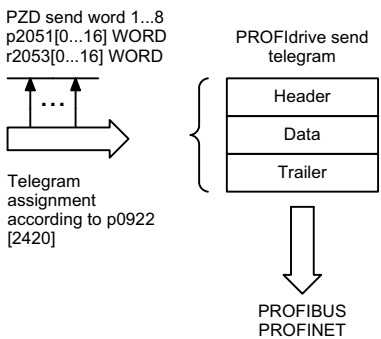 PZD send word 1...8
p2051[0...16] WORD
r2053[0...16] WORD
...
Telegram
assignment
according to p0922
[2420]
PROFIdrive send
telegram
Header
Data
Trailer
PROFIBUS
PROFINET